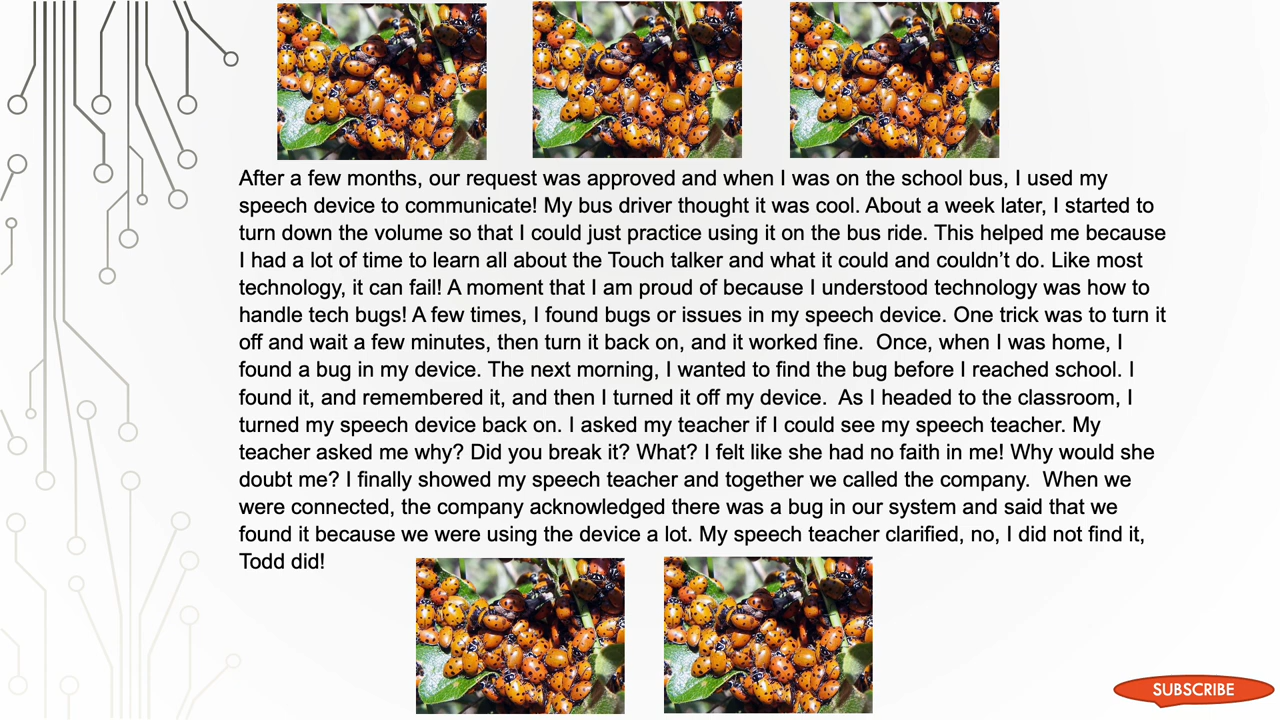 After a few months, our request was approved and when I was on the school bus, I used my
speech device to communicate! My bus driver thought it was cool. About a week later, I started to
turn down the volume so that I could just practice using it on the bus ride. This helped me because
I had a lot of time to learn all about the Touch talker and what it could and couldn’t do. Like most
technology, it can fail! A moment that I am proud of because I understood technology was how to
handle tech bugs! A few times, I found bugs or issues in my speech device. One trick was to turn it
off and wait a few minutes, then turn it back on, and it worked fine.  Once, when I was home, I
found a bug in my device. The next morning, I wanted to find the bug before I reached school. I
found it, and remembered it, and then I turned it off my device.  As I headed to the classroom, I
turned my speech device back on. I asked my teacher if I could see my speech teacher. My
teacher asked me why? Did you break it? What? I felt like she had no faith in me! Why would she
doubt me? I finally showed my speech teacher and together we called the company.  When we
were connected, the company acknowledged there was a bug in our system and said that we
found it because we were using the device a lot. My speech teacher clarified, no, I did not find it,
Todd did!
SUBSCRIBE